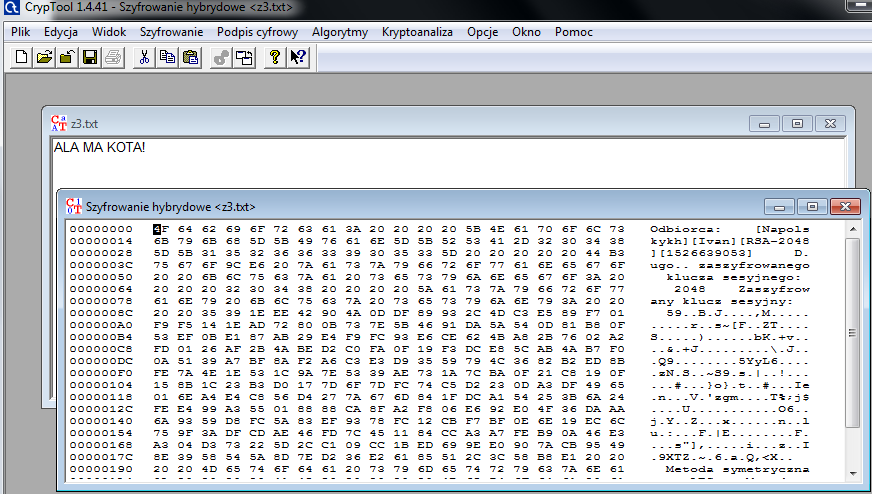 CrypTool 1.4.41 - Szyfrowanie hybrydowe <z3.txt>
Plik Edycja Widok Szyfrowanie Podpis cyfrowy Algorytmy Kryptoanaliza Opcje Okno Pomoc
z3.txt
ALA MA KOTA!
Szyfrowanie hybrydowe <z3.txt>
00000000 4F 64 62 69 6F 72 63 61 3A 20 20 20 20 5B 4E 61 70 6F 6C 73 Odbiorca:    [Napols
00000014 6B 79 6B 68 5D 5B 49 76 61 6E 5D 5B 52 53 41 2D 32 30 34 38 kykh][Ivan][RSA-2048
00000028 5D 5B 31 35 32 36 36 33 39 30 35 33 5D 20 20 20 20 20 44 B3 ][1526639053]     D.
0000003C 75 67 6F 9C E6 20 7A 61 73 7A 79 66 72 6F 77 61 6E 65 67 6F ugo.. zaszyfrowanego
00000050 20 20 6B 6C 75 63 7A 61 20 73 65 73 79 6A 6E 65 67 6F 3A 20   klucza sesyjnego:
00000064 20 20 20 32 30 34 38 20 20 20 20 5A 61 73 7A 79 66 72 6F 77    2048    Zaszyfrow
00000078 61 6E 79 20 6B 6C 75 63 7A 20 73 65 73 79 6A 6E 79 3A 20 20 any klucz sesyjny:
0000008C 20 20 35 39 1E EE 42 90 4A 0D DF 89 93 2C 4D C3 E5 89 F7 01   59..B.J....,M.....
000000A0 F9 F5 14 1E AD 72 80 0B 73 7E 5B 46 91 DA 5A 54 0D 81 B8 0F .....r..s~[F..ZT....
000000B4 53 EF 0B E1 87 AB 29 E4 F9 FC 93 E6 CE 62 4B A8 2B 76 02 A2 S.....)......bK.+v..
000000C8 FD 01 26 AF 2B 4A BE D2 C0 FA 0F 19 F3 DC E8 5C AB 4A B7 F0 ..&.+J.........\.J..
000000DC 0A 51 39 A7 BF 8A F2 A6 C3 E3 D9 35 59 79 4C 36 82 B2 ED 8B .Q9........5YyL6....
000000F0 FE 7A 4E 1E 53 1C 9A 7E 53 39 AE 73 1A 7C BA 0F 21 C8 19 0F .zN.S..~S9.s.|..!...
00000104 15 8B 1C 23 B3 D0 17 7D 6F 7D FC 74 C5 D2 23 0D A3 DF 49 65 ...#...}o}.t..#...Ie
00000118 01 6E A4 E4 C8 56 D4 27 7A 67 6D 84 1F DC A1 54 25 3B 6A 24 .n...V.'zgm....T%;j$
0000012C FE E4 99 A3 55 01 88 88 CA 8F A2 F8 06 E6 92 E0 4F 36 DA AA ....U...........O6..
00000140 6A 93 59 D8 FC 5A 83 93 78 FC 12 CB F7 BF 0E 6E 19 EC 6C j.Y..Z..x......n..l
00000154 75 9F 3A DF CD AE 46 FD 7C 45 11 84 CC A3 A7 FE B9 0A 46 E3 u.:...F.|E........F.
00000168 A3 04 D3 73 22 5D 2C C1 09 CC 1B ED 69 9E E0 90 7A CB 95 49 ...s"],.....i...z..I
0000017C 8E 39 58 54 5A 8D 7E D2 36 E2 61 85 51 2C 3C 58 B8 E1 20 20 .9XTZ.~.6.a.Q,<X..
00000190 20 20 4D 65 74 6F 64 61 20 73 79 6D 65 74 72 79 63 7A 6E 61   Metoda symetryczna